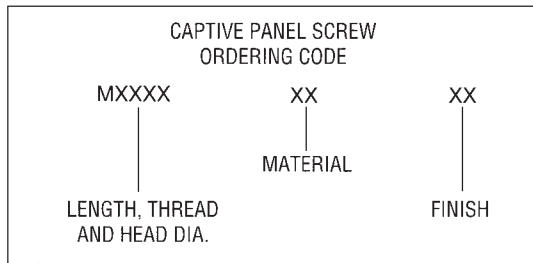 CAPTIVE PANEL SCREW
ORDERING CODE
MXXXX XX XX
MATERIAL
LENGTH, THREAD FINISH
AND HEAD DIA.